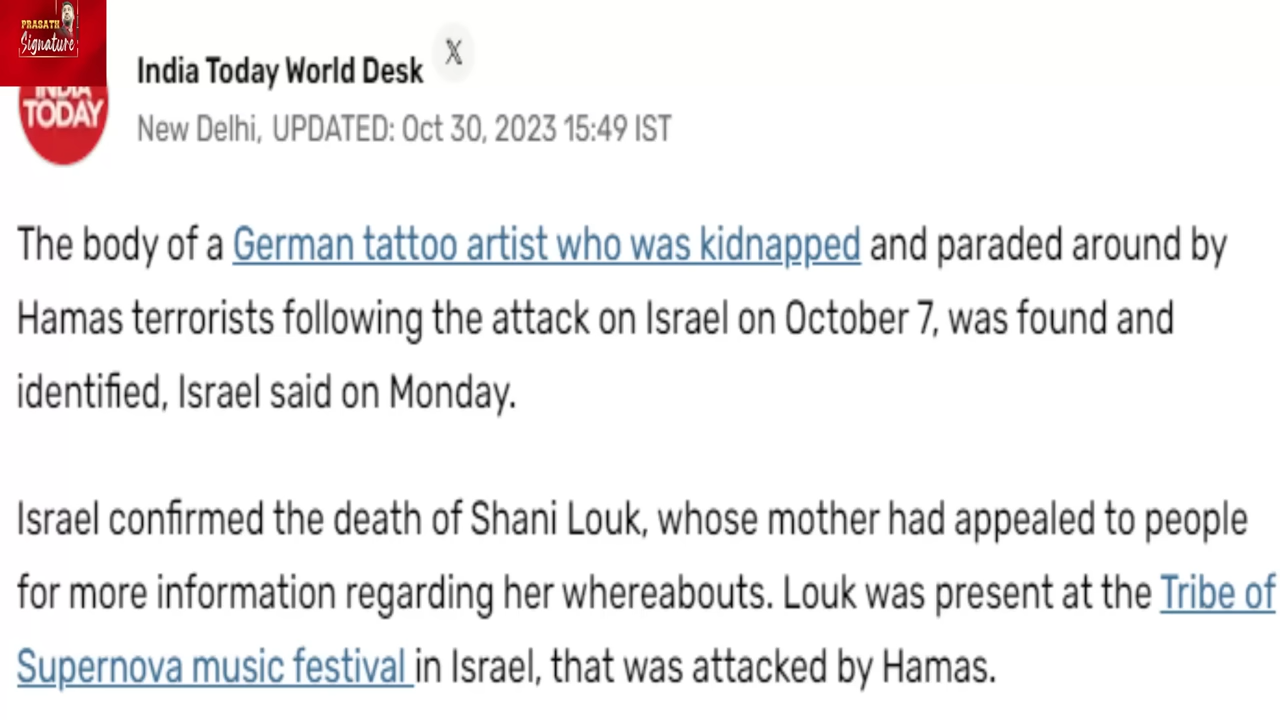 PRASATH
Signature
INDIA
TODAY
India Today World Desk
X
New Delhi, UPDATED: Oct 30, 2023 15:49 IST
The body of a German tattoo artist who was kidnapped and paraded around by
Hamas terrorists following the attack on Israel on October 7, was found and
identified, Israel said on Monday.
Israel confirmed the death of Shani Louk, whose mother had appealed to people
for more information regarding her whereabouts. Louk was present at the Tribe of
Supernova music festival in Israel, that was attacked by Hamas.